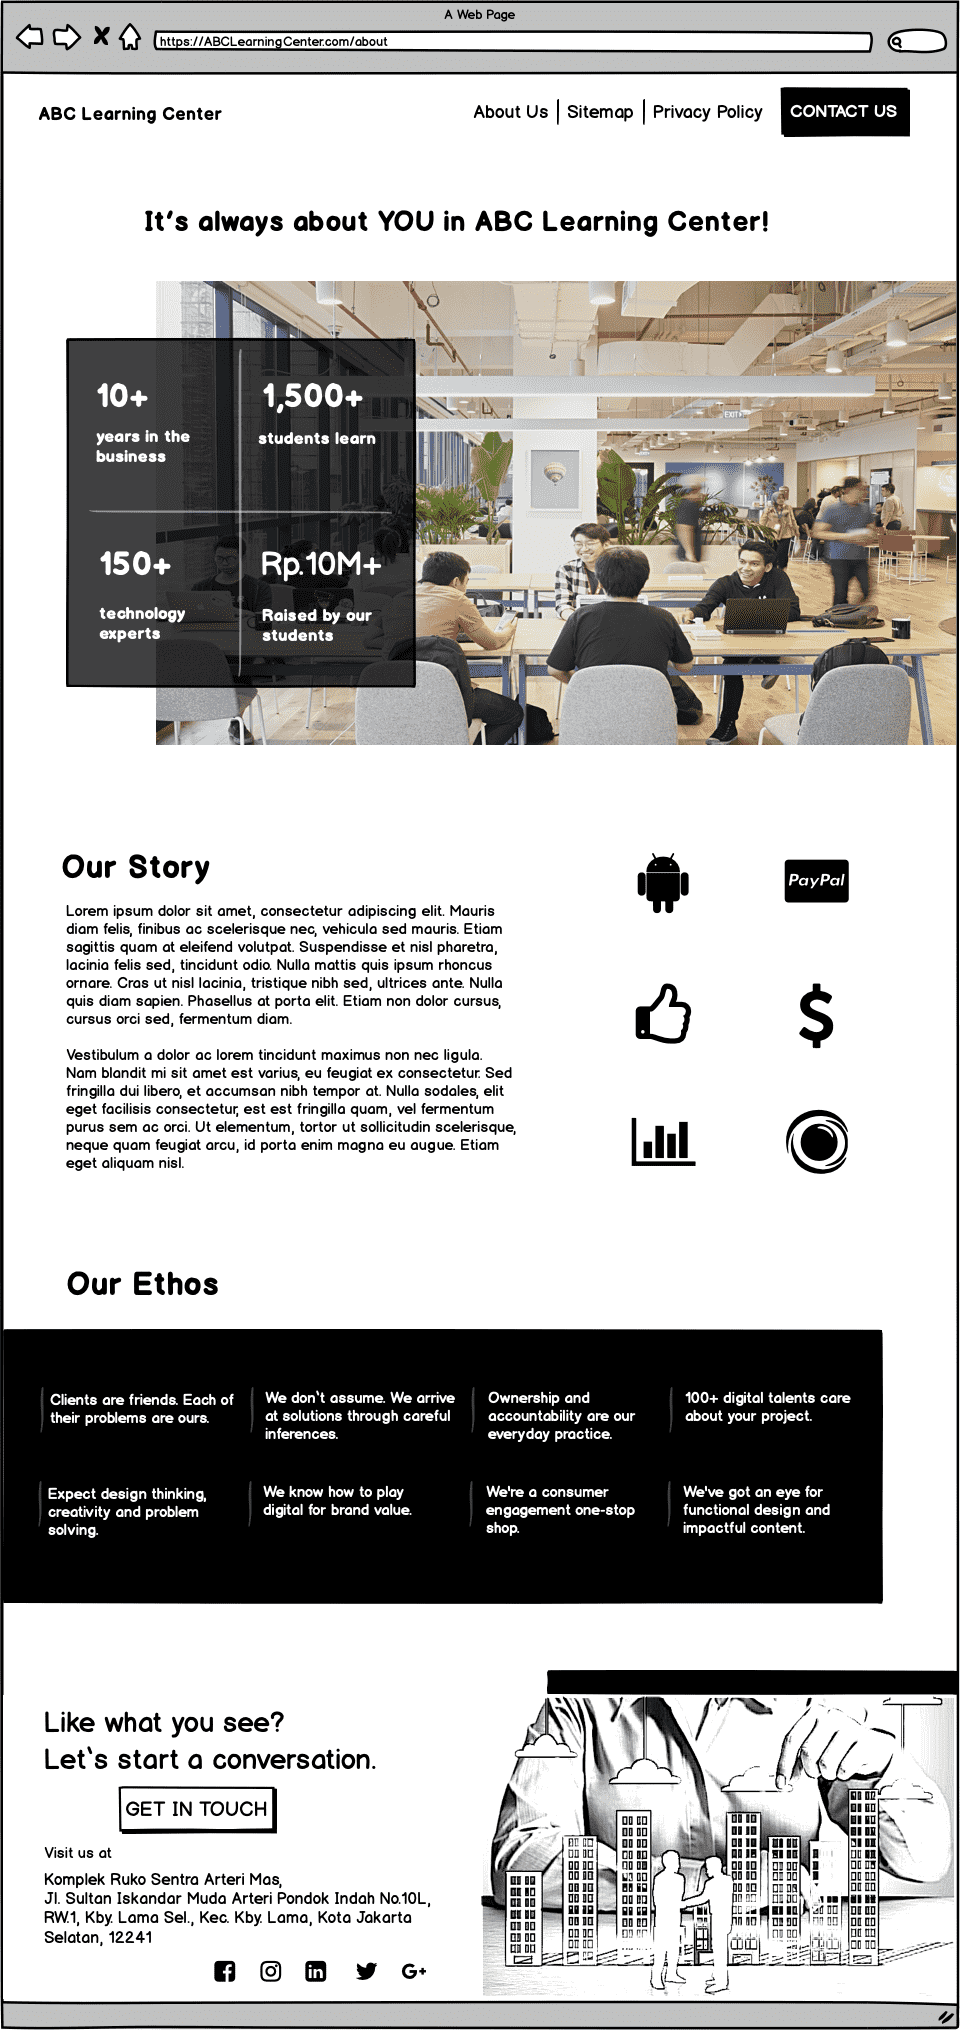 A Web Page
https://ABCLearningCenter.com/about
ABC Learning Center
About Us | Sitemap | Privacy Policy
CONTACT US
It's always about YOU in ABC Learning Center!
10+
years in the
business
1,500+
students learn
150+
technology
experts
Rp.10M+
Raised by our
students
EXIT
Our Story
Lorem ipsum dolor sit amet, consectetur adipiscing elit. Mauris
diam felis, finibus ac scelerisque nec, vehicula sed mauris. Etiam
sagittis quam at eleifend volutpat. Suspendisse et nisl pharetra,
lacinia felis sed, tincidunt odio. Nulla mattis quis ipsum rhoncus
ornare. Cras ut nisl lacinia, tristique nibh sed, ultrices ante. Nulla
quis diam sapien. Phasellus at porta elit. Etiam non dolor cursus,
cursus orci sed, fermentum diam.
Vestibulum a dolor ac lorem tincidunt maximus non nec ligula.
Nam blandit mi sit amet est varius, eu feugiat ex consectetur. Sed
fringilla dui libero, et accumsan nibh tempor at. Nulla sodales, elit
eget facilisis consectetur, est est fringilla quam, vel fermentum
purus sem ac orci. Ut elementum, tortor ut sollicitudin scelerisque,
neque quam feugiat arcu, id porta enim magna eu augue. Etiam
eget aliquam nisl.
PayPal
$
Our Ethos
Clients are friends. Each of
their problems are ours.
We don`t assume. We arrive
at solutions through careful
inferences.
Ownership and
accountability are our
everyday practice.
100+ digital talents care
about your project.
Expect design thinking,
creativity and problem
solving.
We know how to play
digital for brand value.
We're a consumer
engagement one-stop
shop.
We've got an eye for
functional design and
impactful content.
Like what you see?
Let`s start a conversation.
GET IN TOUCH
Visit us at
Komplek Ruko Sentra Arteri Mas,
Jl. Sultan Iskandar Muda Arteri Pondok Indah No.10L,
RW.1, Kby. Lama Sel., Kec. Kby. Lama, Kota Jakarta
Selatan, 12241
in
G+